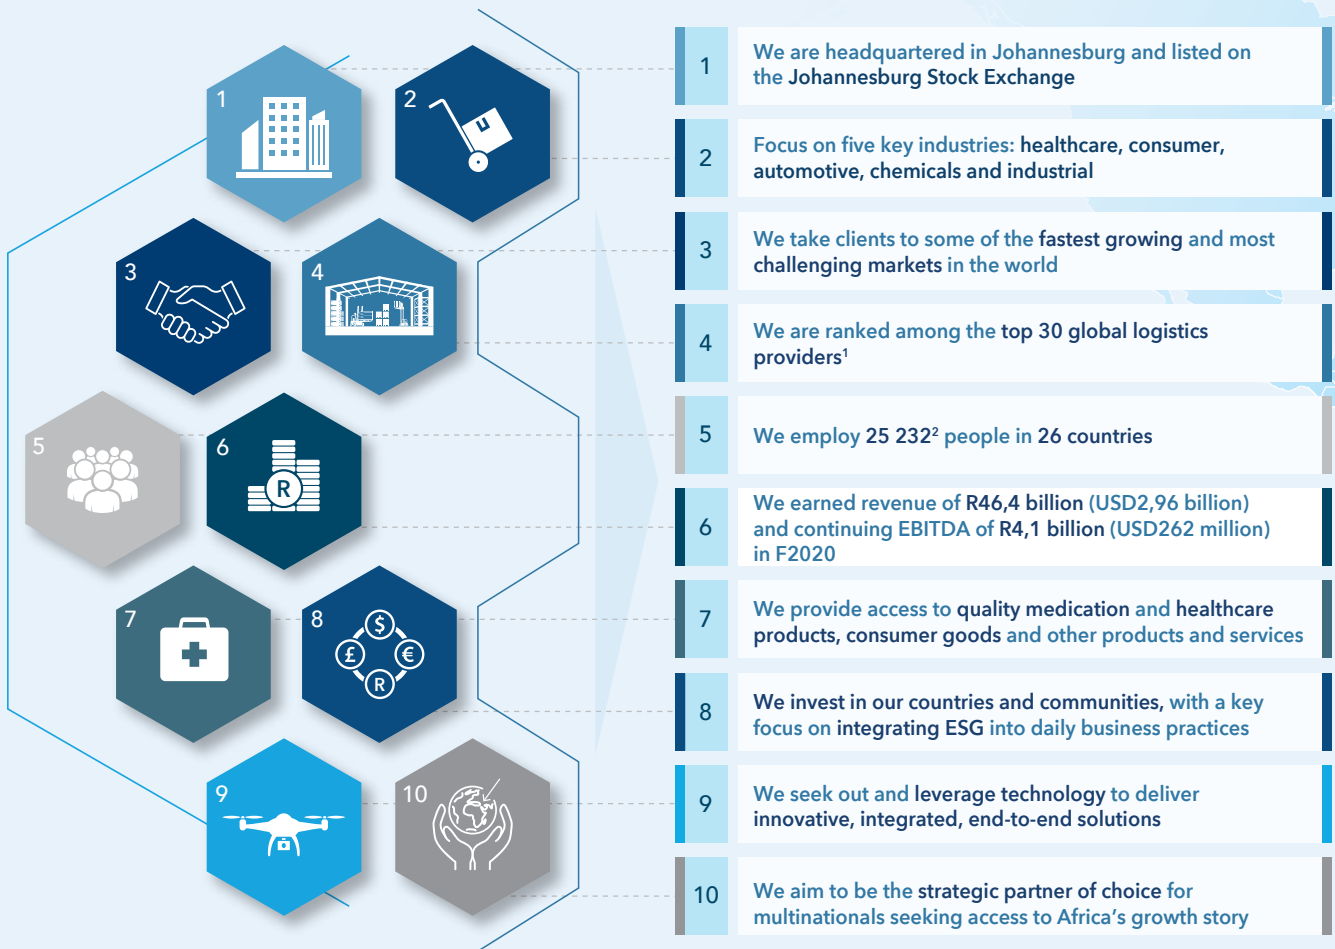 1
2
3
4
5
6
R
7
8
$
£
€
R
9
10
1
We are headquartered in Johannesburg and listed on
the Johannesburg Stock Exchange
2
Focus on five key industries: healthcare, consumer,
automotive, chemicals and industrial
3
We take clients to some of the fastest growing and most
challenging markets in the world
4
We are ranked among the top 30 global logistics
providers¹
5
We employ 25 232² people in 26 countries
6
We earned revenue of R46,4 billion (USD2,96 billion)
and continuing EBITDA of R4,1 billion (USD262 million)
in F2020
7
We provide access to quality medication and healthcare
products, consumer goods and other products and services
8
We invest in our countries and communities, with a key
focus on integrating ESG into daily business practices
9
We seek out and leverage technology to deliver
innovative, integrated, end-to-end solutions
10
We aim to be the strategic partner of choice for
multinationals seeking access to Africa's growth story